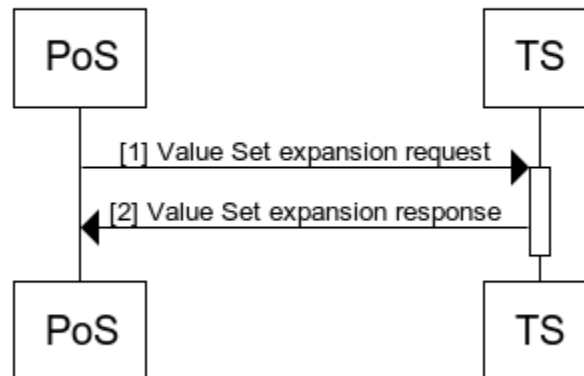 PoS
TS
[1] Value Set expansion request
[2] Value Set expansion response
PoS
TS